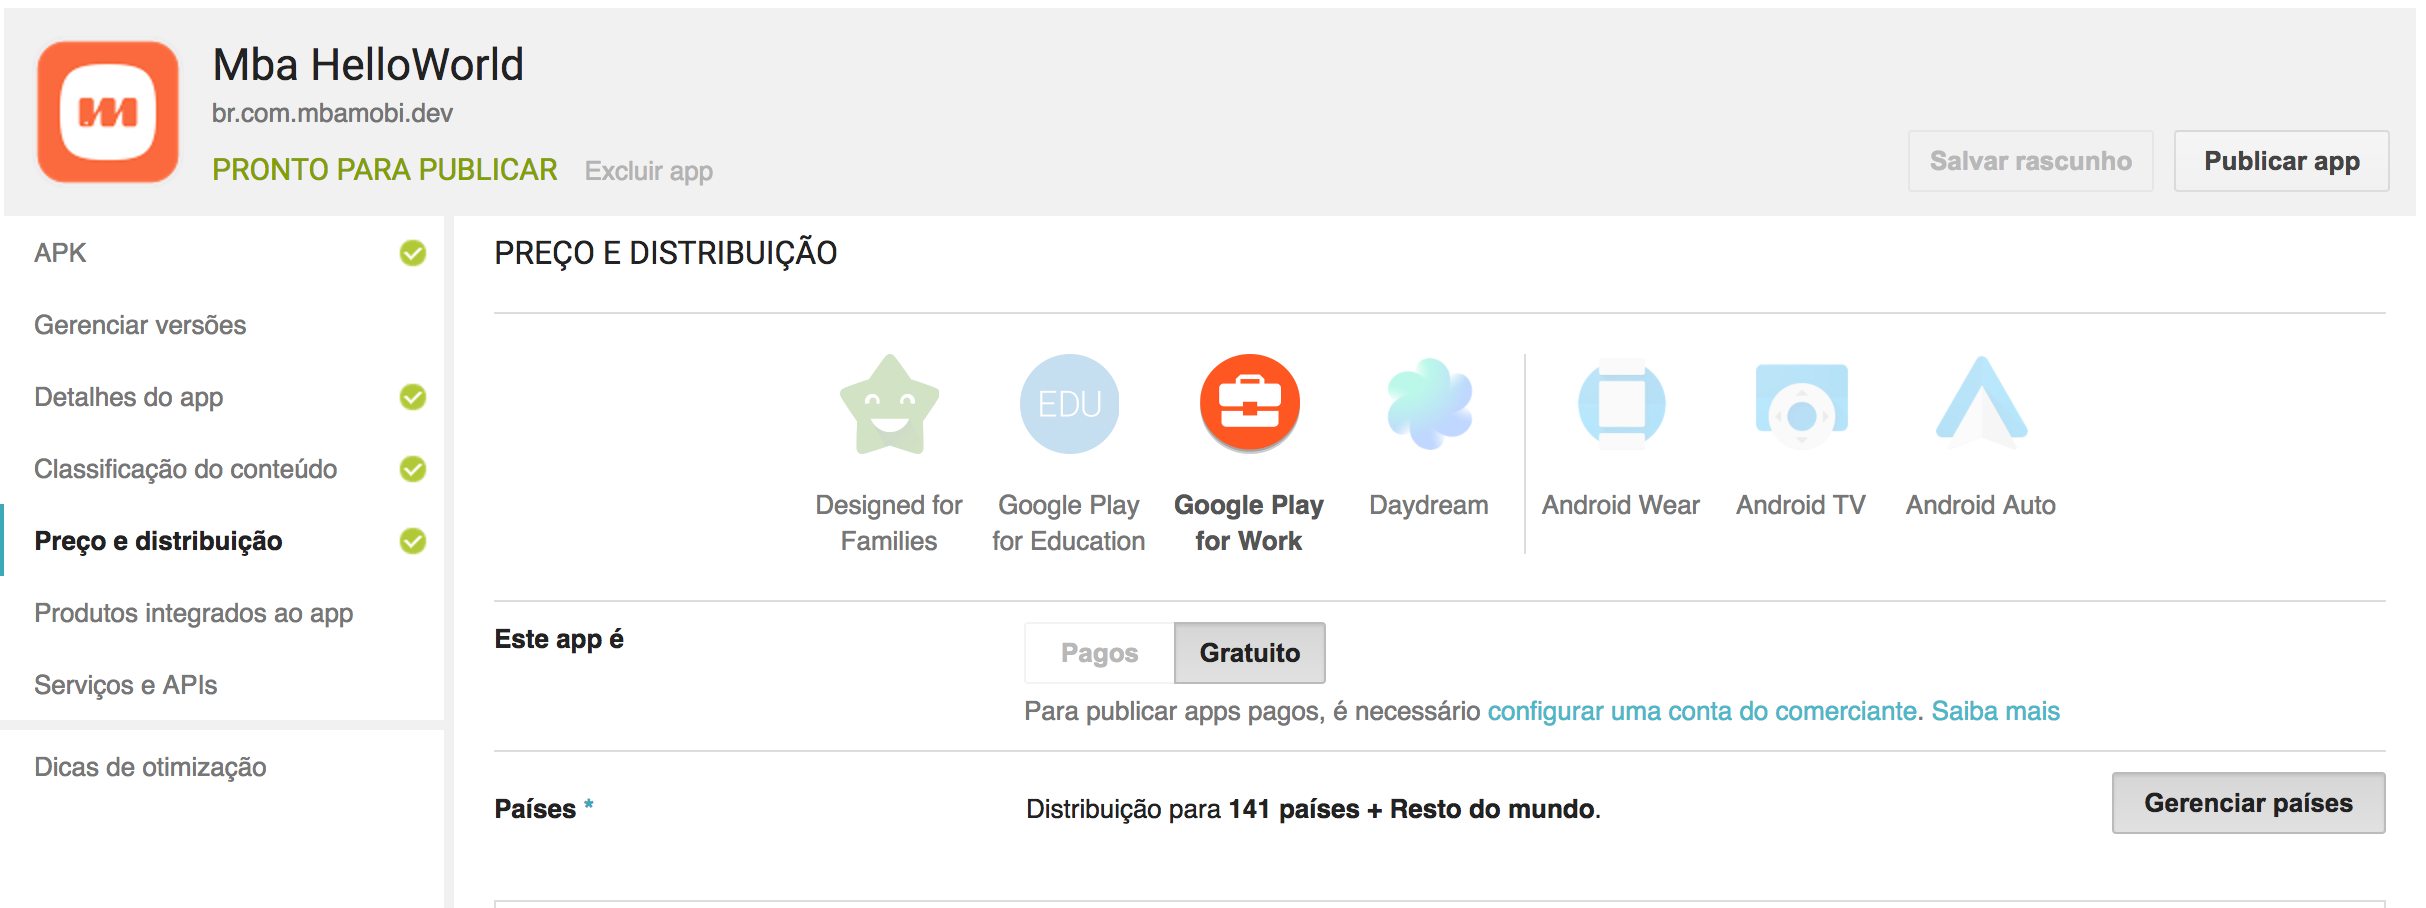 Mba HelloWorld
br.com.mbamobi.dev
PRONTO PARA PUBLICAR Excluir app
Salvar rascunho Publicar app
APK
Gerenciar versões
Detalhes do app
Classificação do conteúdo
Preço e distribuição
Produtos integrados ao app
Serviços e APIs
Dicas de otimização
PREÇO E DISTRIBUIÇÃO
EDU
Designed for Families
Google Play for Education
Google Play for Work
Daydream
Android Wear
Android TV
Android Auto
Este app é
Pagos Gratuito
Para publicar apps pagos, é necessário configurar uma conta do comerciante. Saiba mais
Países *
Distribuição para 141 países + Resto do mundo.
Gerenciar países